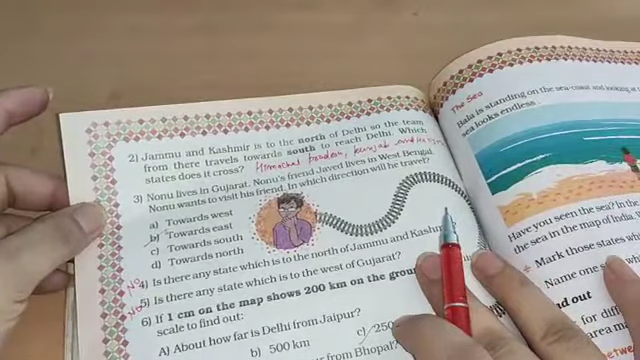 2) Jammu and Kashmir is to the north of Delhi so the team
from there travels towards south to reach Delhi. Which
states does it cross? Himachal Pradesh, Punjab and
3) Nonu lives in Gujarat. Nonu's friend Javed lives in West Bengal.
Nonu wants to visit his friend. In which direction will he travel?
a) Towards west
b) Towards east
c) Towards south
d) Towards north
No 4) Is there any state which is to the north of Jammu and Kashm
No 5) Is there any state which is to the west of Gujarat?
6) If 1 cm on the map shows 200 km on the grou
scale to find out:
A) About how far is Delhi from Jaipur?
b) 500 km
c) 250
ur from Bhopal?
The Sea
Bala is standing on the sea coast and looking at
sea looks endless.
Have you seen the sea? In the
the sea in the map of India
Mark those states whi
Name one s
nd out
for differ
area ma